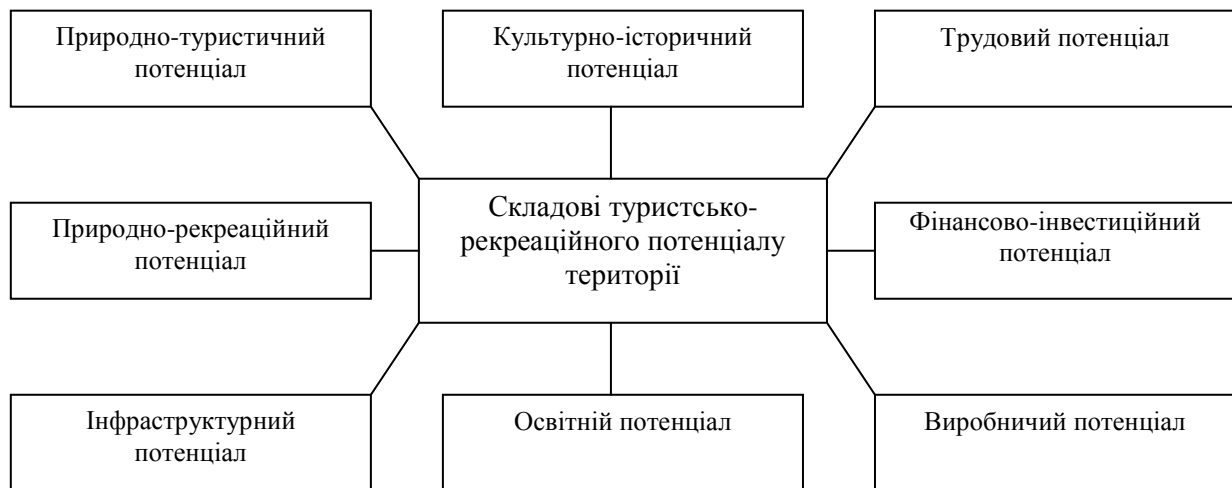 Природно-туристичний
потенціал
Культурно-історичний
потенціал
Трудовий потенціал
Природно-рекреаційний
потенціал
Складові туристсько-
рекреаційного потенціалу
території
Фінансово-інвестиційний
потенціал
Інфраструктурний
потенціал
Освітній потенціал
Виробничий потенціал